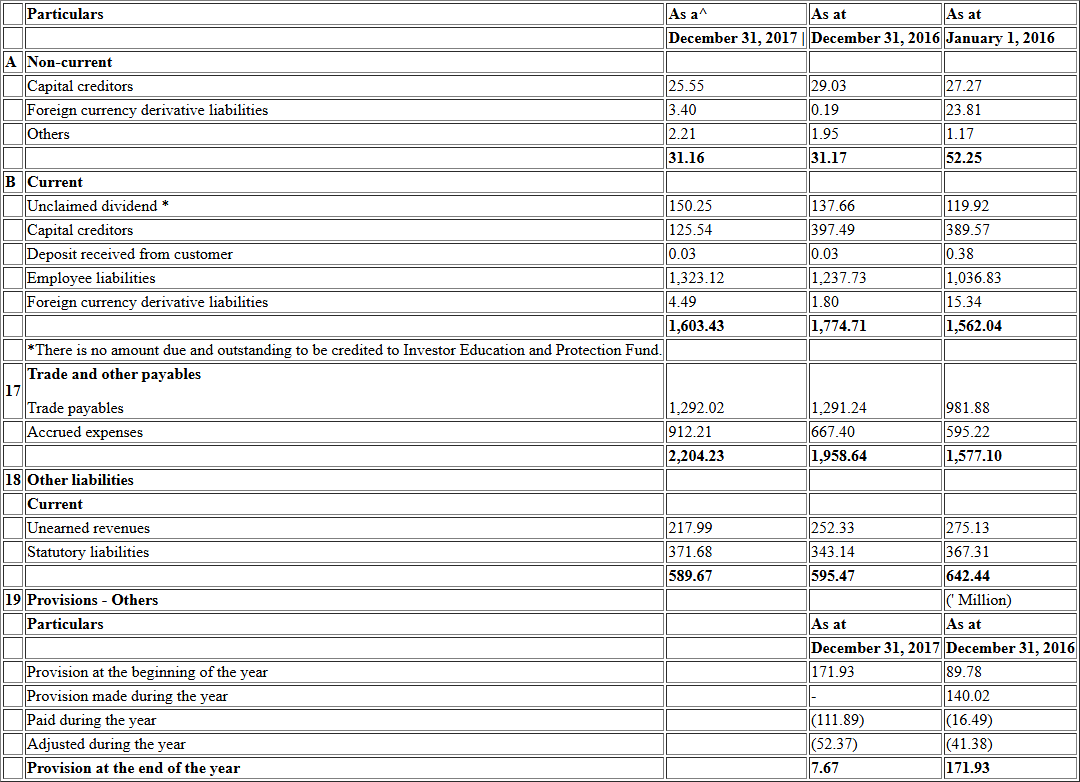 Particulars As a^ As at As at
December 31, 2017 | December 31, 2016 January 1, 2016
A Non-current
Capital creditors 25.55 29.03 27.27
Foreign currency derivative liabilities 3.40 0.19 23.81
Others 2.21 1.95 1.17
31.16 31.17 52.25
B Current
Unclaimed dividend * 150.25 137.66 119.92
Capital creditors 125.54 397.49 389.57
Deposit received from customer 0.03 0.03 0.38
Employee liabilities 1,323.12 1,237.73 1,036.83
Foreign currency derivative liabilities 4.49 1.80 15.34
1,603.43 1,774.71 1,562.04
*There is no amount due and outstanding to be credited to Investor Education and Protection Fund.
17 Trade and other payables
Trade payables 1,292.02 1,291.24 981.88
Accrued expenses 912.21 667.40 595.22
2,204.23 1,958.64 1,577.10
18 Other liabilities
Current
Unearned revenues 217.99 252.33 275.13
Statutory liabilities 371.68 343.14 367.31
589.67 595.47 642.44
19 Provisions - Others (' Million)
Particulars As at As at
December 31, 2017 December 31, 2016
Provision at the beginning of the year 171.93 89.78
Provision made during the year - 140.02
Paid during the year (111.89) (16.49)
Adjusted during the year (52.37) (41.38)
Provision at the end of the year 7.67 171.93